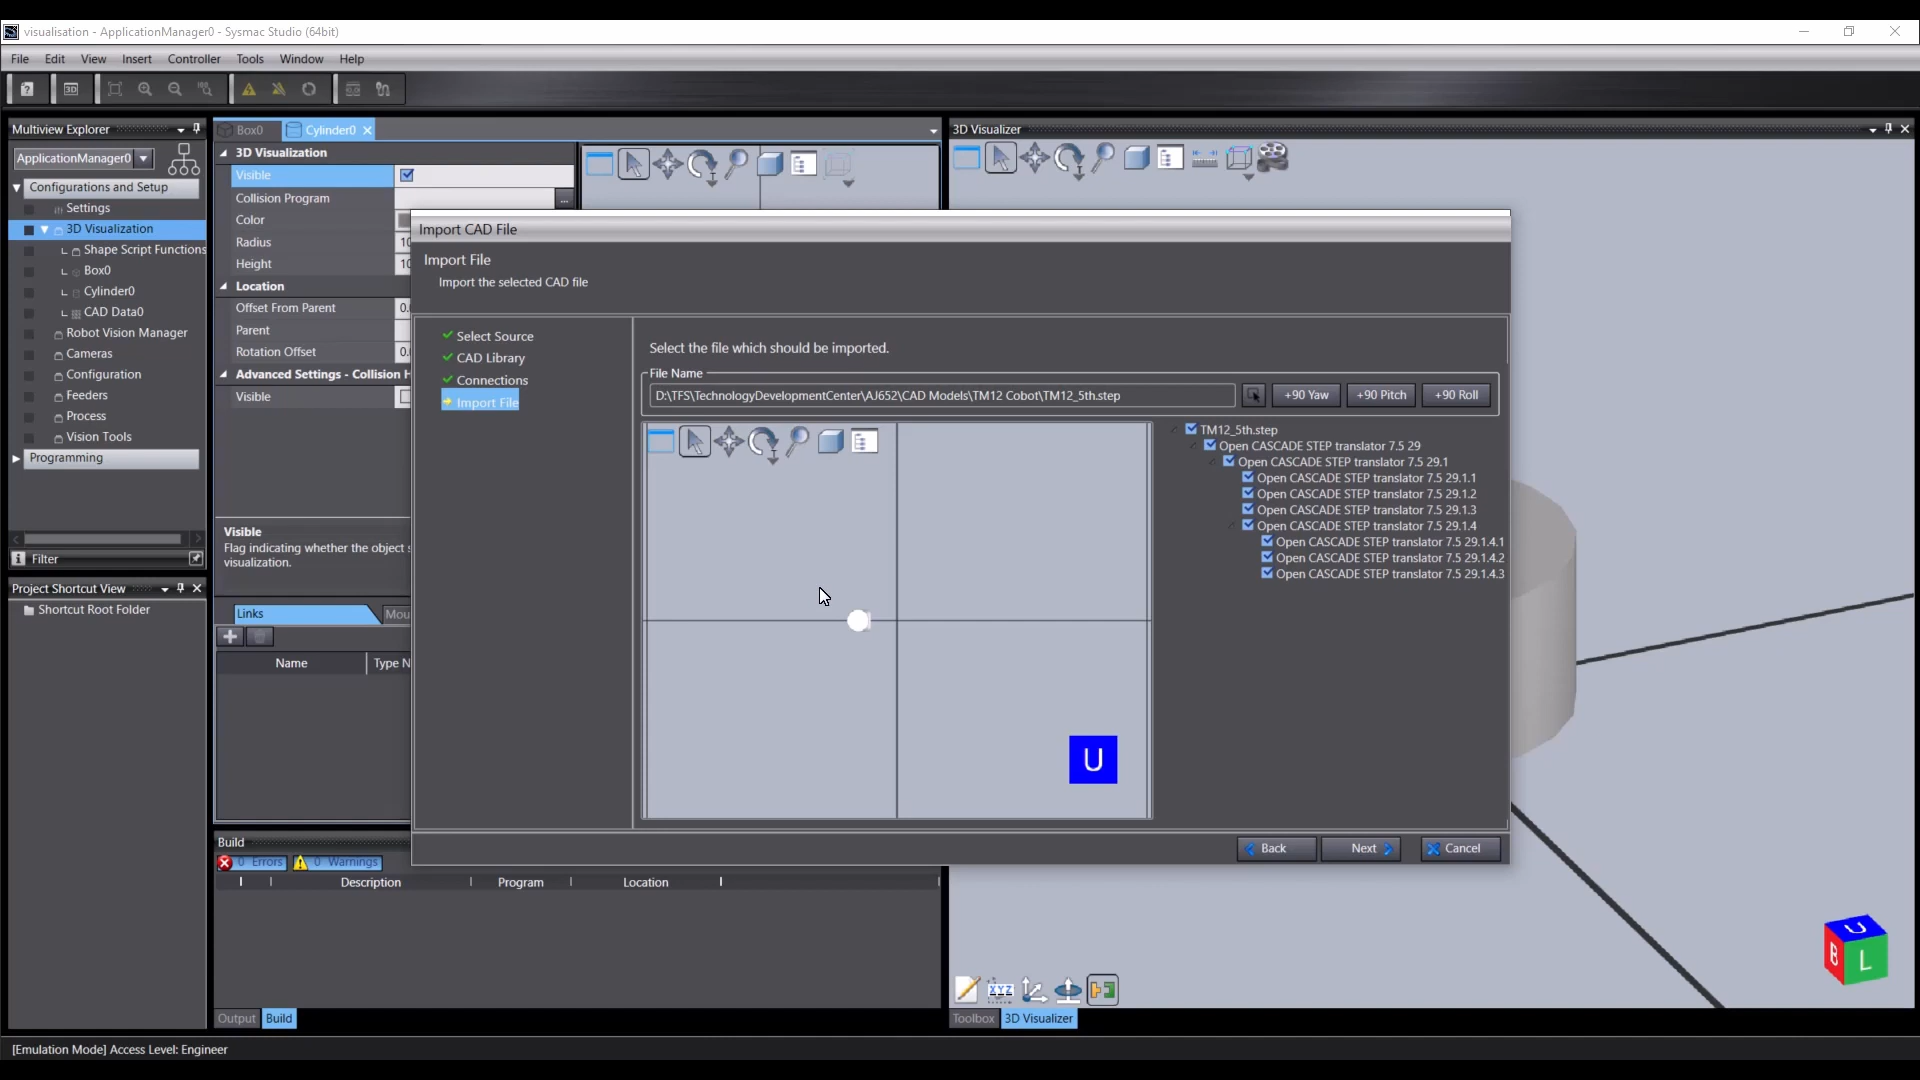 visualisation - ApplicationManager0 - Sysmac Studio (64bit)
File Edit View Insert Controller Tools Window Help
3D
Multiview Explorer
Box0 Cylinder0
3D Visualizer
ApplicationManager0
Configurations and Setup
Settings
3D Visualization
Shape Script Functions
Box0
Cylinder0
CAD Data0
Robot Vision Manager
Cameras
Configuration
Feeders
Process
Vision Tools
Programming
Filter
Project Shortcut View
Shortcut Root Folder
3D Visualization
Visible
Collision Program ...
Color
Radius 10
Height 10
Location
Offset From Parent 0.
Parent
Rotation Offset 0.
Advanced Settings - Collision H
Visible
Visible
Flag indicating whether the object s
visualization.
Links Mou
Name Type N
Import CAD File
Import File
Import the selected CAD file
Select Source
CAD Library
Connections
Import File
Select the file which should be imported.
File Name
D:\TFS\TechnologyDevelopmentCenter\AJ652\CAD Models\TM12 Cobot\TM12_5th.step
+90 Yaw +90 Pitch +90 Roll
TM12_5th.step
Open CASCADE STEP translator 7.5 29
Open CASCADE STEP translator 7.5 29.1
Open CASCADE STEP translator 7.5 29.1.1
Open CASCADE STEP translator 7.5 29.1.2
Open CASCADE STEP translator 7.5 29.1.3
Open CASCADE STEP translator 7.5 29.1.4
Open CASCADE STEP translator 7.5 29.1.4.1
Open CASCADE STEP translator 7.5 29.1.4.2
Open CASCADE STEP translator 7.5 29.1.4.3
U
Back Next Cancel
Build
0 Errors 0 Warnings
Description Program Location
Output Build
XYZ
U
B L
Toolbox 3D Visualizer
[Emulation Mode] Access Level: Engineer